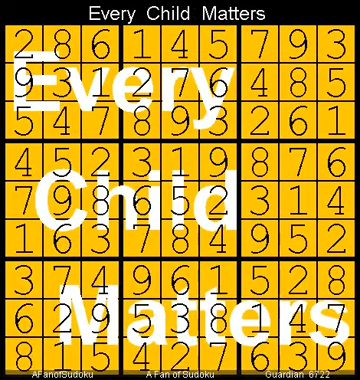 Every Child Matters
2 8 6 1 4 5 7 9 3
9 3 1 2 7 6 4 8 5
5 4 7 8 9 3 2 6 1
4 5 2 3 1 9 8 7 6
7 9 8 6 5 2 3 1 4
1 6 3 7 8 4 9 5 2
3 7 4 9 6 1 5 2 8
6 2 9 5 3 8 1 4 7
8 1 5 4 2 7 6 3 9
Every
Child
Matters
AFanofSudoku A Fan of Sudoku Guardian 6722